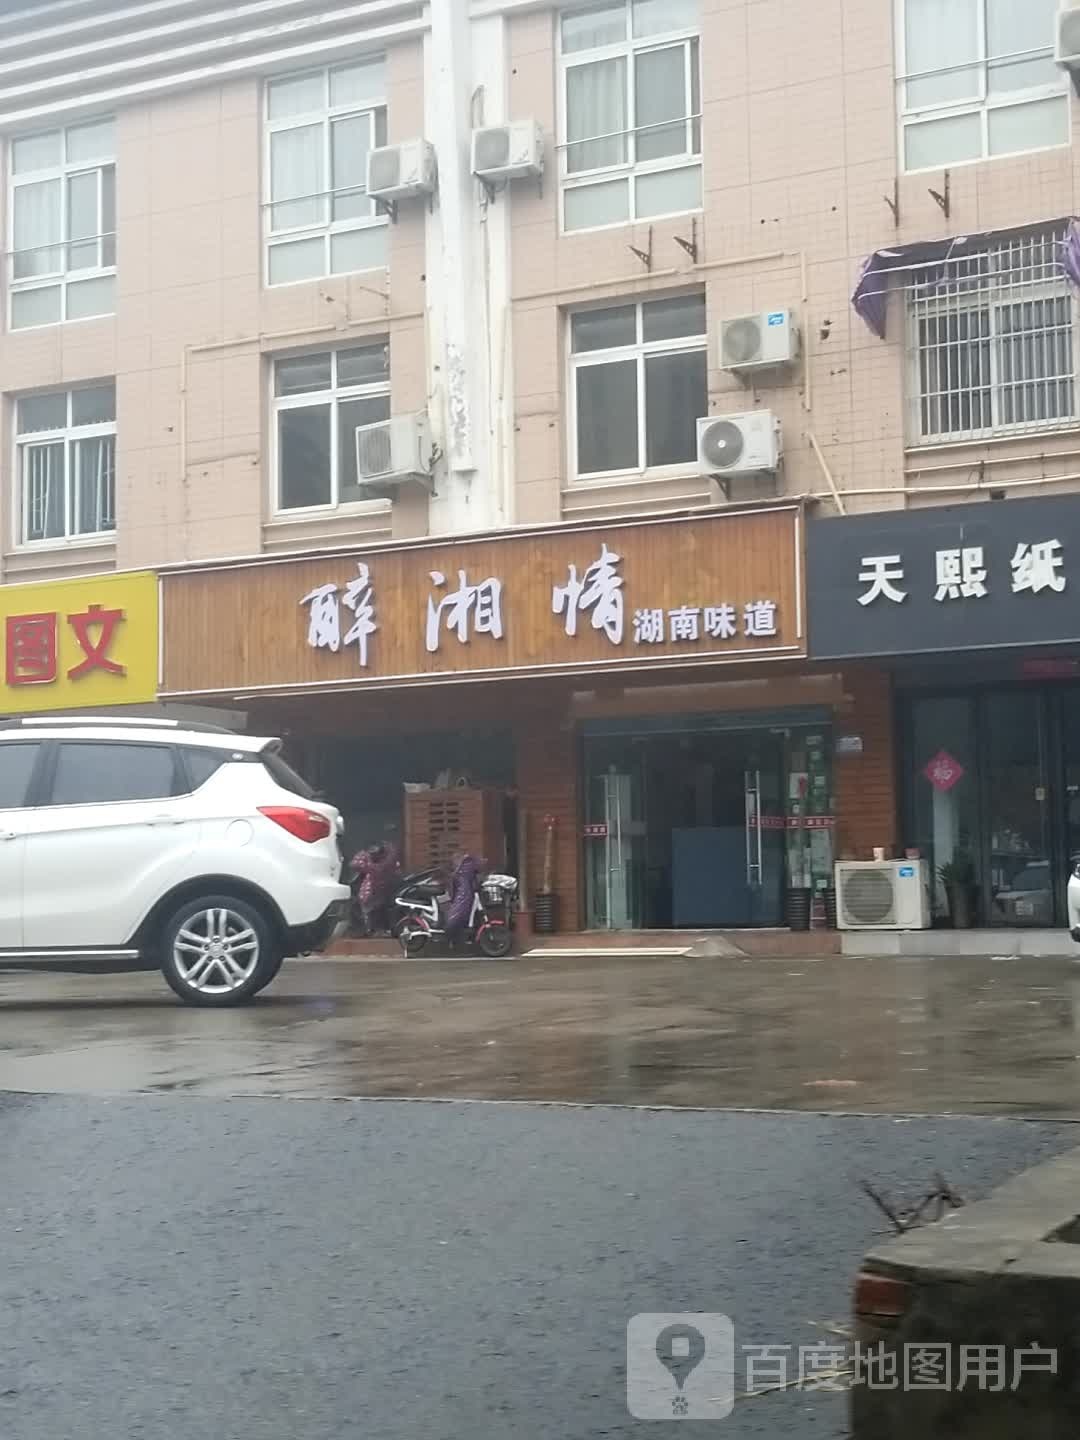 图文
醉湘情
湖南味道
天熙纸
百度地图用户